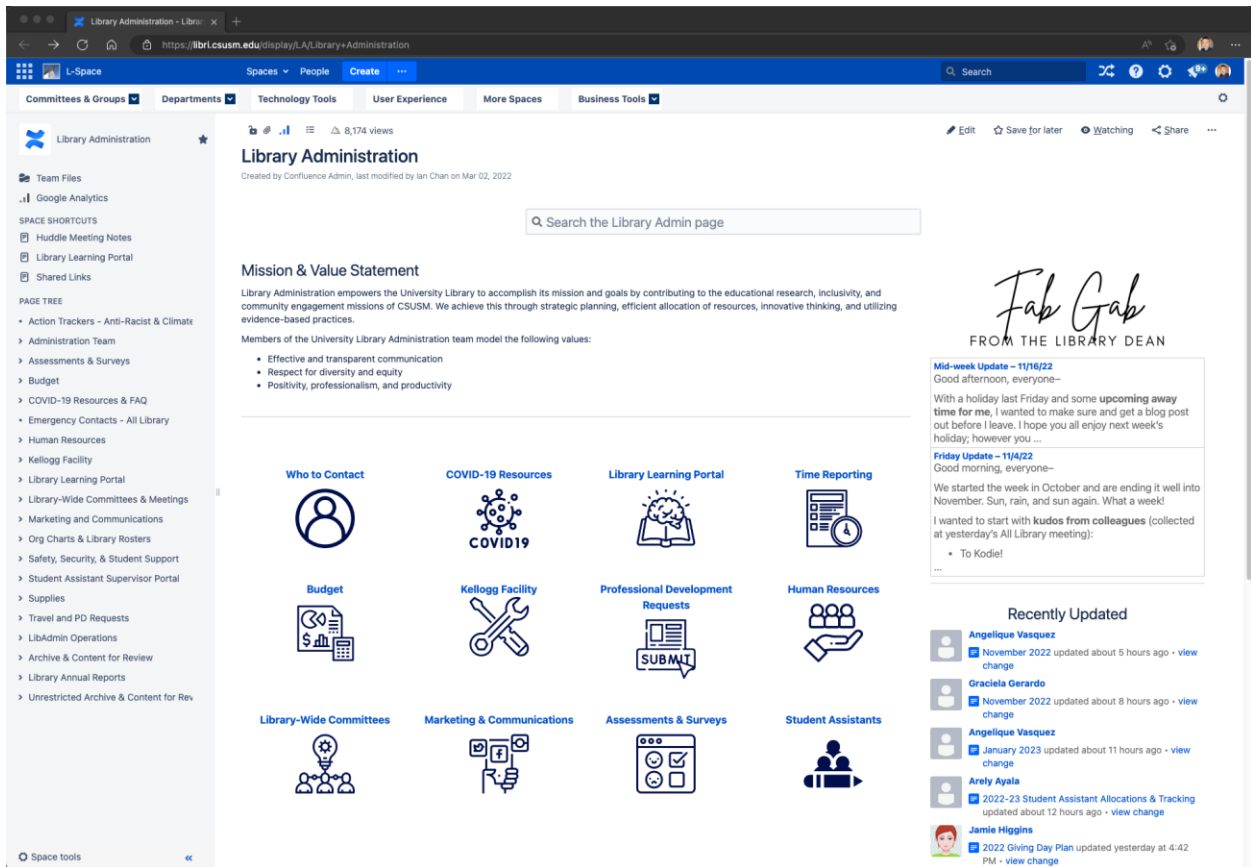 Library Administration - Librar
https://libri.csusm.edu/display/LA/Library+Administration
L-Space
Spaces
People
Create
Search
9+
Committees & Groups
Departments
Technology Tools
User Experience
More Spaces
Business Tools
Library Administration
Team Files
Google Analytics
SPACE SHORTCUTS
Huddle Meeting Notes
Library Learning Portal
Shared Links
PAGE TREE
• Action Trackers - Anti-Racist & Climate
> Administration Team
> Assessments & Surveys
> Budget
> COVID-19 Resources & FAQ
• Emergency Contacts - All Library
> Human Resources
> Kellogg Facility
> Library Learning Portal
> Library-Wide Committees & Meetings
> Marketing and Communications
> Org Charts & Library Rosters
> Safety, Security, & Student Support
> Student Assistant Supervisor Portal
> Supplies
> Travel and PD Requests
> LibAdmin Operations
> Archive & Content for Review
> Library Annual Reports
> Unrestricted Archive & Content for Rev
Space tools
8,174 views
Edit
Save for later
Watching
Share
Library Administration
Created by Confluence Admin, last modified by Ian Chan on Mar 02, 2022
Search the Library Admin page
Mission & Value Statement
Library Administration empowers the University Library to accomplish its mission and goals by contributing to the educational research, inclusivity, and
community engagement missions of CSUSM. We achieve this through strategic planning, efficient allocation of resources, innovative thinking, and utilizing
evidence-based practices.
Members of the University Library Administration team model the following values:
• Effective and transparent communication
• Respect for diversity and equity
• Positivity, professionalism, and productivity
Who to Contact
COVID-19 Resources
Library Learning Portal
Time Reporting
COVID19
Budget
Kellogg Facility
Professional Development
Requests
Human Resources
$
SUBMIT
Library-Wide Committees
Marketing & Communications
Assessments & Surveys
Student Assistants
Fab Gab
FROM THE LIBRARY DEAN
Mid-week Update – 11/16/22
Good afternoon, everyone–
With a holiday last Friday and some upcoming away
time for me, I wanted to make sure and get a blog post
out before I leave. I hope you all enjoy next week's
holiday; however you ...
Friday Update – 11/4/22
Good morning, everyone–
We started the week in October and are ending it well into
November. Sun, rain, and sun again. What a week!
I wanted to start with kudos from colleagues (collected
at yesterday's All Library meeting):
• To Kodie!
...
Recently Updated
Angelique Vasquez
November 2022 updated about 5 hours ago • view
change
Graciela Gerardo
November 2022 updated about 8 hours ago • view
change
Angelique Vasquez
January 2023 updated about 11 hours ago • view
change
Arely Ayala
2022-23 Student Assistant Allocations & Tracking
updated about 12 hours ago • view change
Jamie Higgins
2022 Giving Day Plan updated yesterday at 4:42
PM • view change